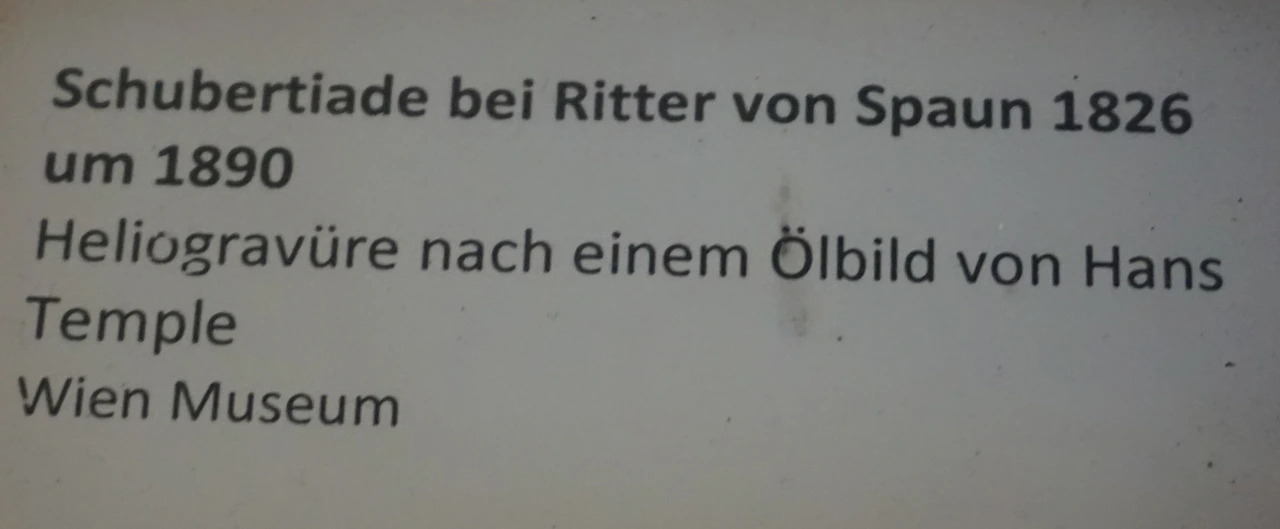 Schubertiade bei Ritter von Spaun 1826
um 1890
Heliogravüre nach einem Ölbild von Hans
Temple
Wien Museum